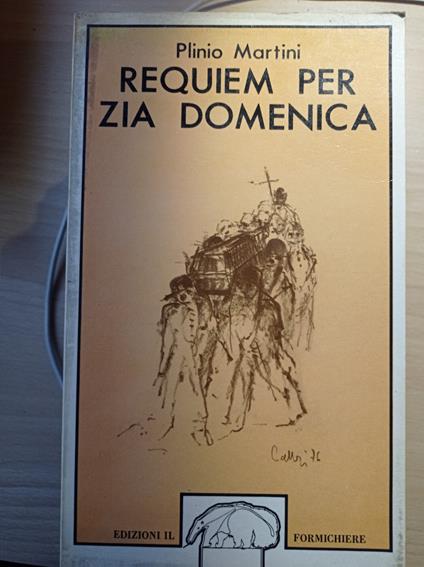 Plinio Martini
REQUIEM PER
ZIA DOMENICA
EDIZIONI IL FORMICHIERE